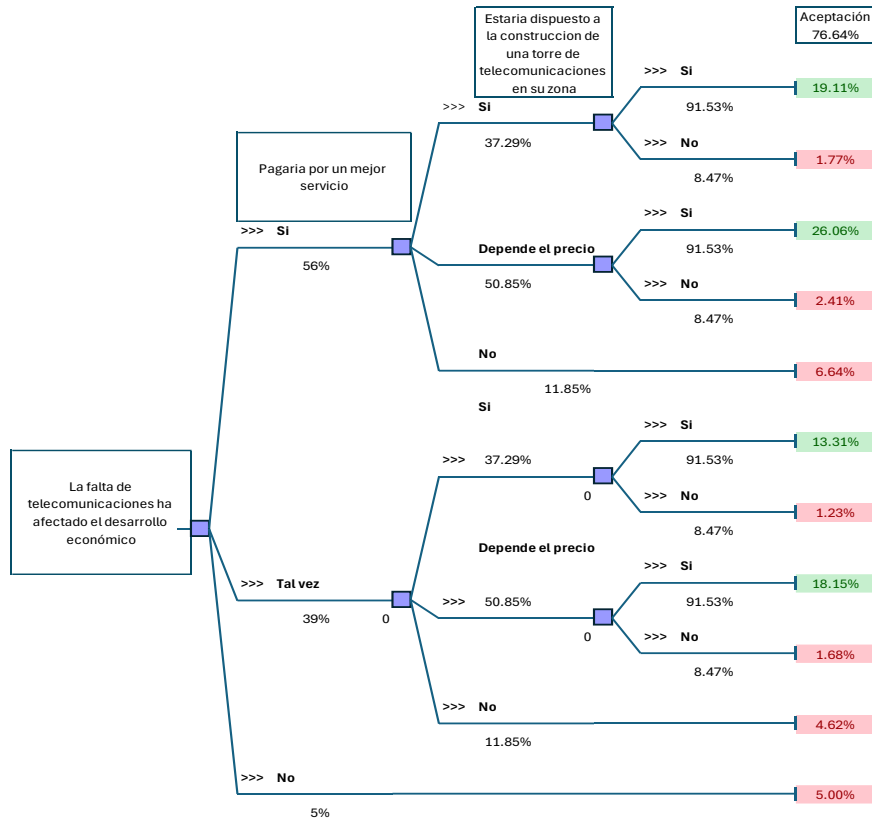 Estaria dispuesto a
la construccion de
una torre de
telecomunicaciones
en su zona
Aceptación
76.64%
>>> Si
19.11%
91.53%
>>> Si
37.29%
>>> No
1.77%
8.47%
Pagaria por un mejor
servicio
>>> Si
56%
>>> Si
26.06%
91.53%
Depende el precio
50.85%
>>> No
2.41%
8.47%
No
6.64%
11.85%
Si
>>> Si
13.31%
91.53%
>>> 37.29%
0
>>> No
1.23%
8.47%
La falta de
telecomunicaciones ha
afectado el desarrollo
económico
Depende el precio
>>> Si
18.15%
91.53%
>>> Tal vez
39%
0
>>> 50.85%
0
>>> No
1.68%
8.47%
>>> No
4.62%
11.85%
>>> No
5.00%
5%